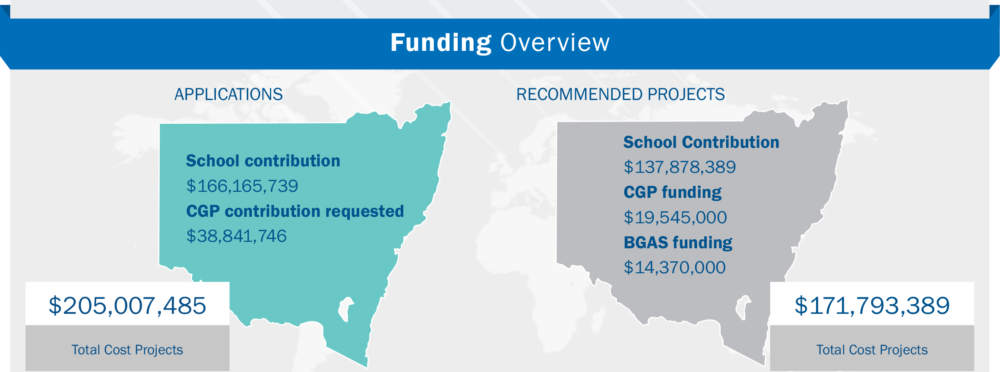 Funding Overview
APPLICATIONS
School contribution
$166,165,739
CGP contribution requested
$38,841,746
$205,007,485
Total Cost Projects
RECOMMENDED PROJECTS
School Contribution
$137,878,389
CGP funding
$19,545,000
BGAS funding
$14,370,000
$171,793,389
Total Cost Projects